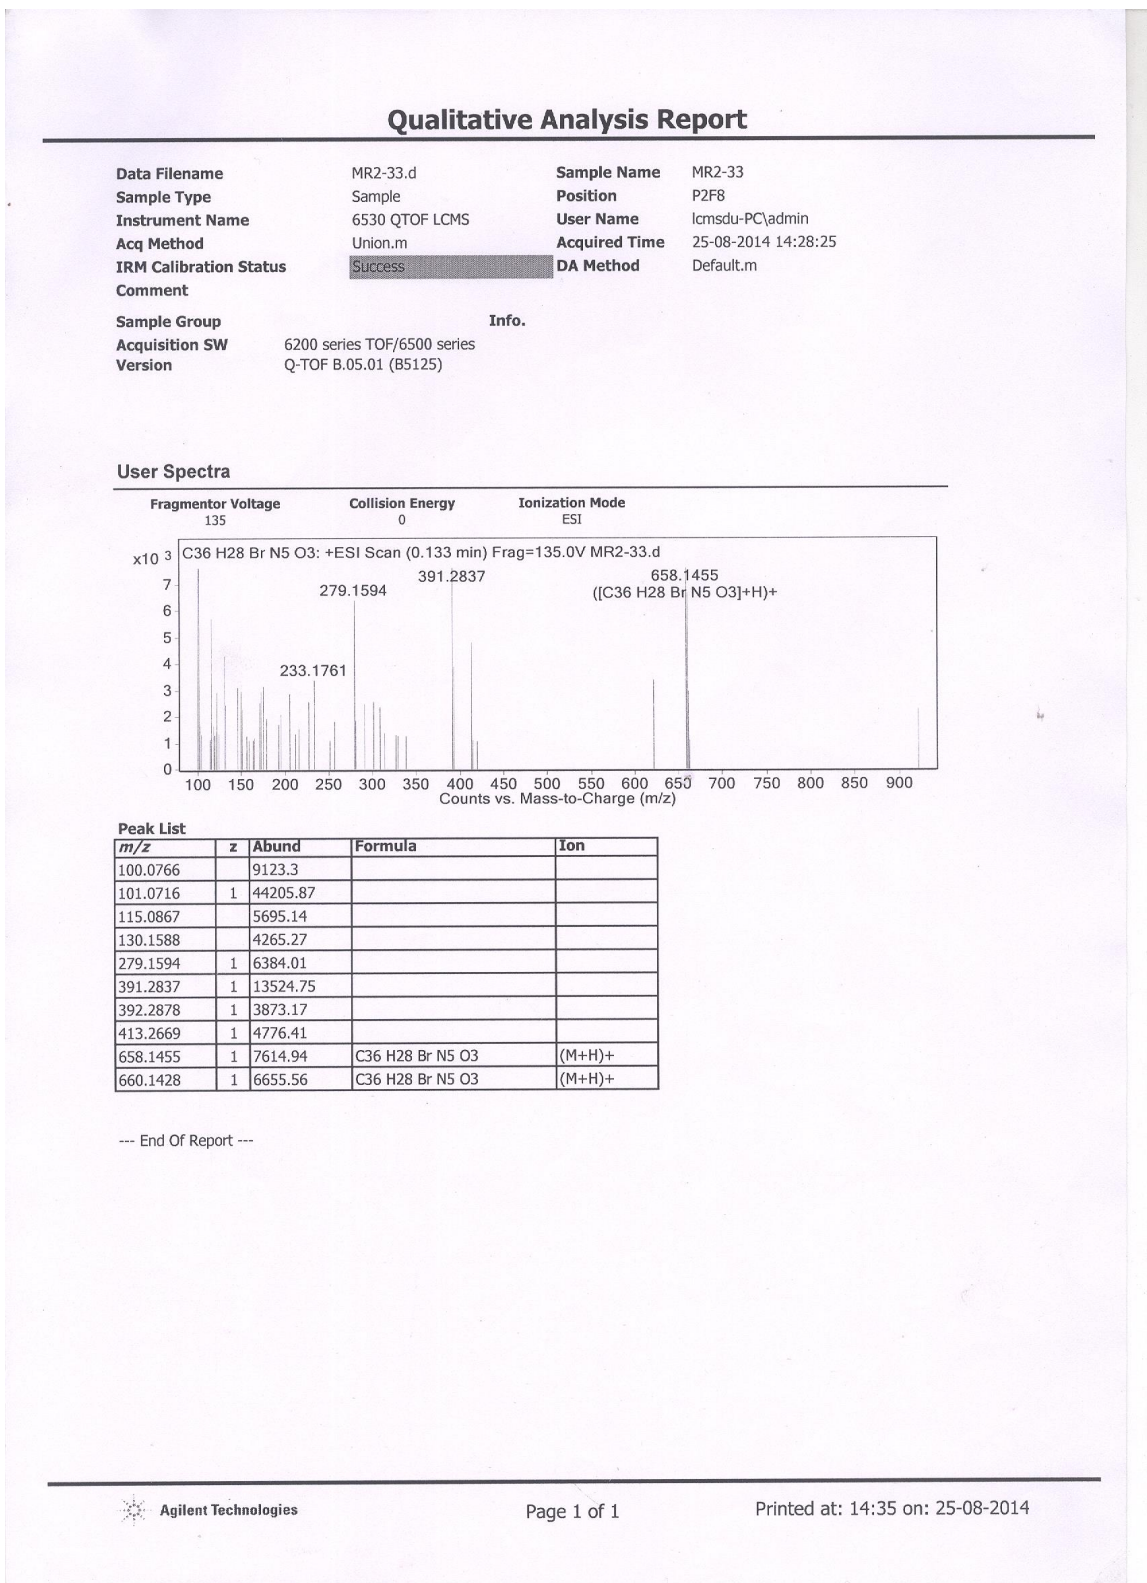 Qualitative Analysis Report
Data Filename MR2-33.d Sample Name MR2-33
Sample Type Sample Position P2F8
Instrument Name 6530 QTOF LCMS User Name lcmsdu-PC\admin
Acq Method Union.m Acquired Time 25-08-2014 14:28:25
IRM Calibration Status Success DA Method Default.m
Comment
Sample Group Info.
Acquisition SW 6200 series TOF/6500 series
Version Q-TOF B.05.01 (B5125)
User Spectra
Fragmentor Voltage Collision Energy Ionization Mode
135 0 ESI
x10 3 C36 H28 Br N5 O3: +ESI Scan (0.133 min) Frag=135.0V MR2-33.d
391.2837 658.1455
7
279.1594 ([C36 H28 Br N5 O3]+H)+
6
5
4
233.1761
3
2
1
0
100 150 200 250 300 350 400 450 500 550 600 650 700 750 800 850 900
Counts vs. Mass-to-Charge (m/z)
Peak List
m/z z Abund Formula Ion
100.0766 9123.3
101.0716 1 44205.87
115.0867 5695.14
130.1588 4265.27
279.1594 1 6384.01
391.2837 1 13524.75
392.2878 1 3873.17
413.2669 1 4776.41
658.1455 1 7614.94 C36 H28 Br N5 O3 (M+H)+
660.1428 1 6655.56 C36 H28 Br N5 O3 (M+H)+
--- End Of Report ---
Agilent Technologies Page 1 of 1 Printed at: 14:35 on: 25-08-2014